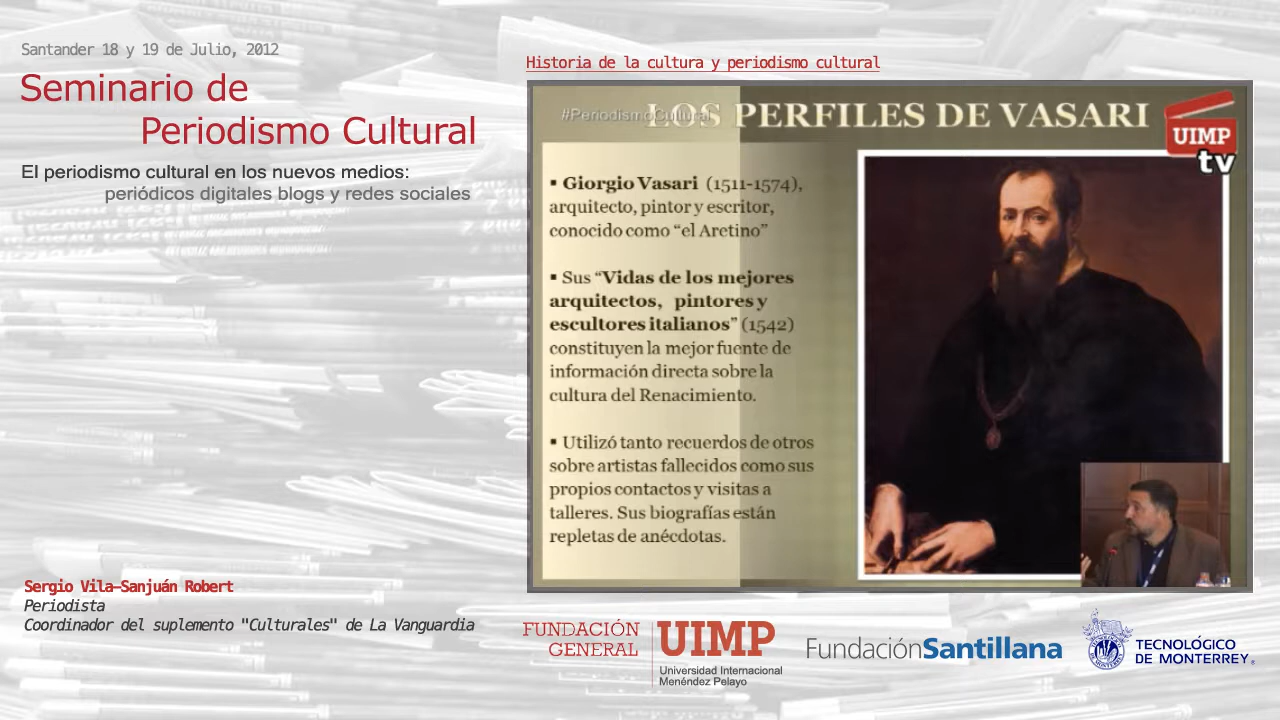 Santander 18 y 19 de Julio, 2012
Seminario de
Periodismo Cultural
El periodismo cultural en los nuevos medios:
periódicos digitales blogs y redes sociales
Historia de la cultura y periodismo cultural
#PeriodismoCultural
LOS PERFILES DE VASARI
UIMP
tv
▪ Giorgio Vasari (1511-1574),
arquitecto, pintor y escritor,
conocido como “el Aretino”
▪ Sus “Vidas de los mejores
arquitectos, pintores y
escultores italianos” (1542)
constituyen la mejor fuente de
información directa sobre la
cultura del Renacimiento.
▪ Utilizó tanto recuerdos de otros
sobre artistas fallecidos como sus
propios contactos y visitas a
talleres. Sus biografías están
repletas de anécdotas.
Sergio Vila-Sanjuán Robert
Periodista
Coordinador del suplemento "Culturales" de La Vanguardia
FUNDACIÓN
GENERAL
UIMP
Universidad Internacional
Menéndez Pelayo
FundaciónSantillana
TECNOLÓGICO
DE MONTERREY®